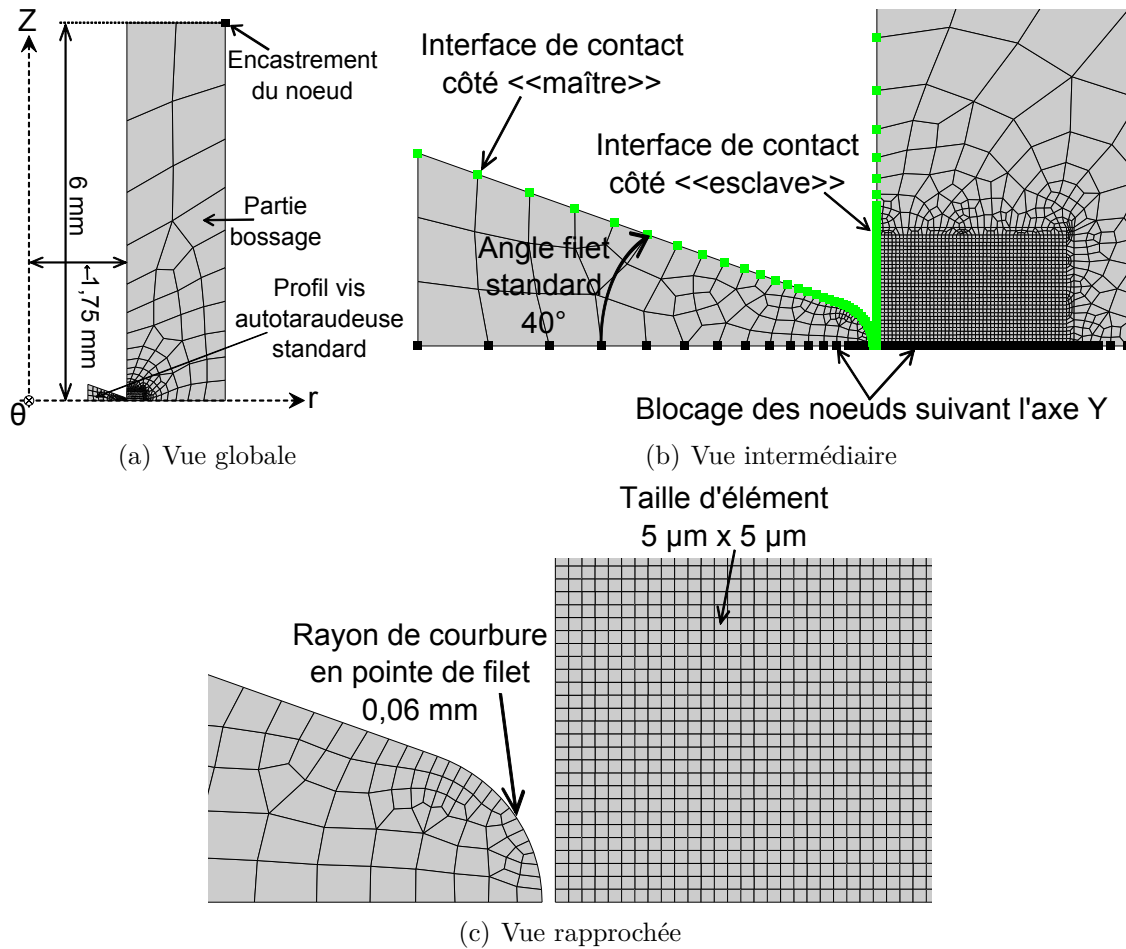 Z
Encastrement
du noeud
6 mm
Partie
bossage
1,75 mm
Profil vis
autotaraudeuse
standard
θ
r
(a) Vue globale
Interface de contact
côté <<maître>>
Interface de contact
côté <<esclave>>
Angle filet
standard
40°
Blocage des noeuds suivant l'axe Y
(b) Vue intermédiaire
Taille d'élément
5 µm x 5 µm
Rayon de courbure
en pointe de filet
0,06 mm
(c) Vue rapprochée